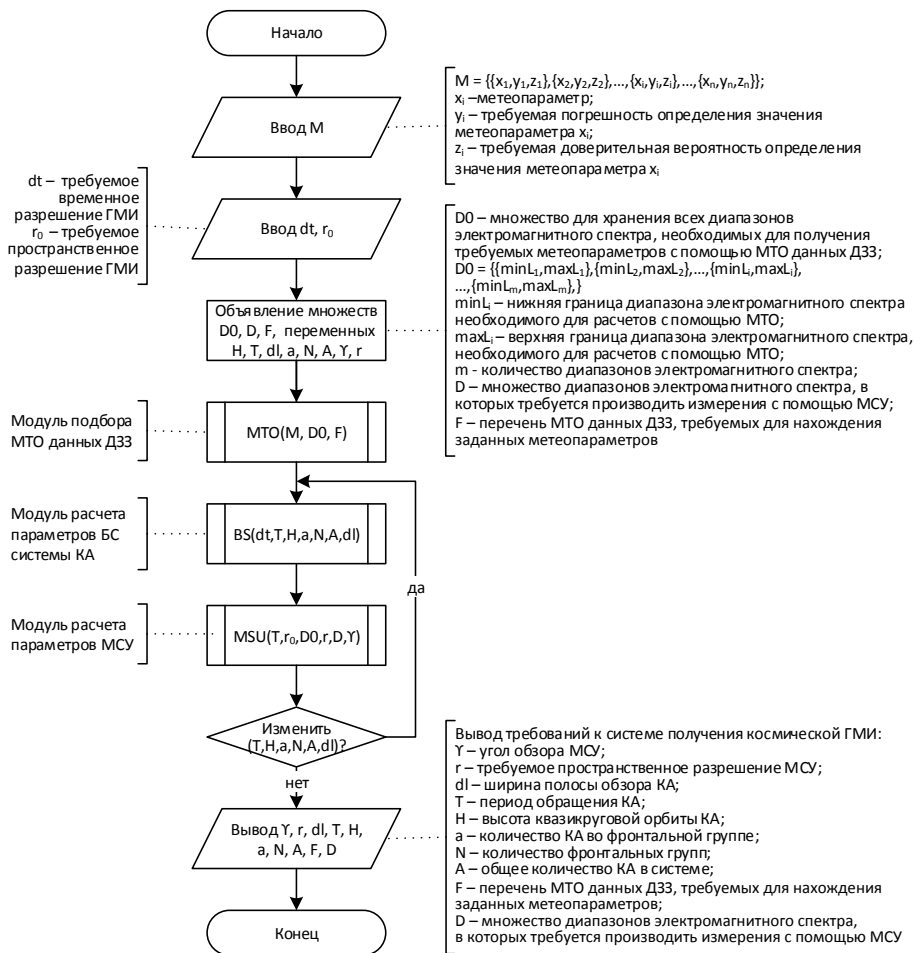 Начало
Ввод M
M = {{x₁,y₁,z₁},{x₂,y₂,z₂},...,{xᵢ,yᵢ,zᵢ},...,{xₙ,yₙ,zₙ}};
xᵢ –метеопараметр;
yᵢ – требуемая погрешность определения значения
метеопараметра xᵢ;
zᵢ – требуемая доверительная вероятность определения
значения метеопараметра xᵢ
dt – требуемое
временное
разрешение ГМИ
r₀ – требуемое
пространственное
разрешение ГМИ
Ввод dt, r₀
D0 – множество для хранения всех диапазонов
электромагнитного спектра, необходимых для получения
требуемых метеопараметров с помощью МТО данных ДЗЗ;
D0 = {{minL₁,maxL₁},{minL₂,maxL₂},...,{minLᵢ,maxLᵢ},
...,{minLₘ,maxLₘ},}
minLᵢ – нижняя граница диапазона электромагнитного спектра
необходимого для расчетов с помощью МТО;
maxLᵢ – верхняя граница диапазона электромагнитного спектра,
необходимого для расчетов с помощью МТО;
m - количество диапазонов электромагнитного спектра;
D – множество диапазонов электромагнитного спектра, в
которых требуется производить измерения с помощью МСУ;
F – перечень МТО данных ДЗЗ, требуемых для нахождения
заданных метеопараметров
Объявление множеств
D0, D, F, переменных
H, T, dl, a, N, A, ϒ, r
Модуль подбора
МТО данных ДЗЗ
MTO(M, D0, F)
Модуль расчета
параметров БС
системы КА
BS(dt,T,H,a,N,A,dl)
да
Модуль расчета
параметров МСУ
MSU(T,r₀,D0,r,D,ϒ)
Изменить
(T,H,a,N,A,dl)?
нет
Вывод ϒ, r, dl, T, H,
a, N, A, F, D
Вывод требований к системе получения космической ГМИ:
ϒ – угол обзора МСУ;
r – требуемое пространственное разрешение МСУ;
dl – ширина полосы обзора КА;
T – период обращения КА;
H – высота квазикруговой орбиты КА;
a – количество КА во фронтальной группе;
N – количество фронтальных групп;
A – общее количество КА в системе;
F – перечень МТО данных ДЗЗ, требуемых для нахождения
заданных метеопараметров;
D – множество диапазонов электромагнитного спектра,
в которых требуется производить измерения с помощью МСУ
Конец